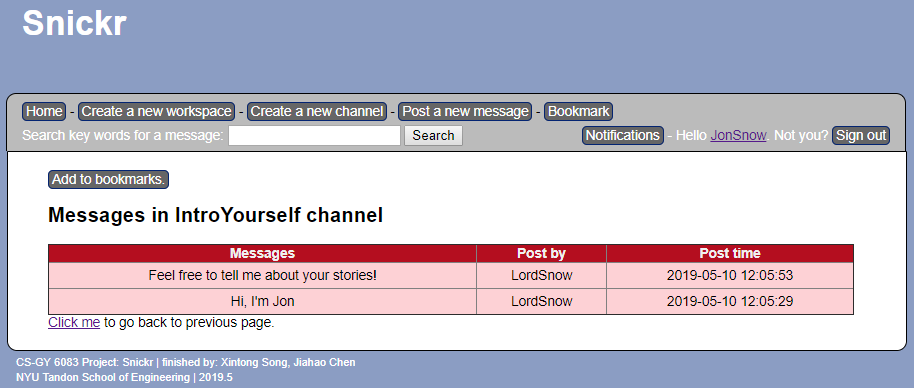 Snickr
Home - Create a new workspace - Create a new channel - Post a new message - Bookmark
Search key words for a message: Search Notifications - Hello JonSnow. Not you? Sign out
Add to bookmarks.
Messages in IntroYourself channel
Messages Post by Post time
Feel free to tell me about your stories! LordSnow 2019-05-10 12:05:53
Hi, I'm Jon LordSnow 2019-05-10 12:05:29
Click me to go back to previous page.
CS-GY 6083 Project: Snickr | finished by: Xintong Song, Jiahao Chen
NYU Tandon School of Engineering | 2019.5